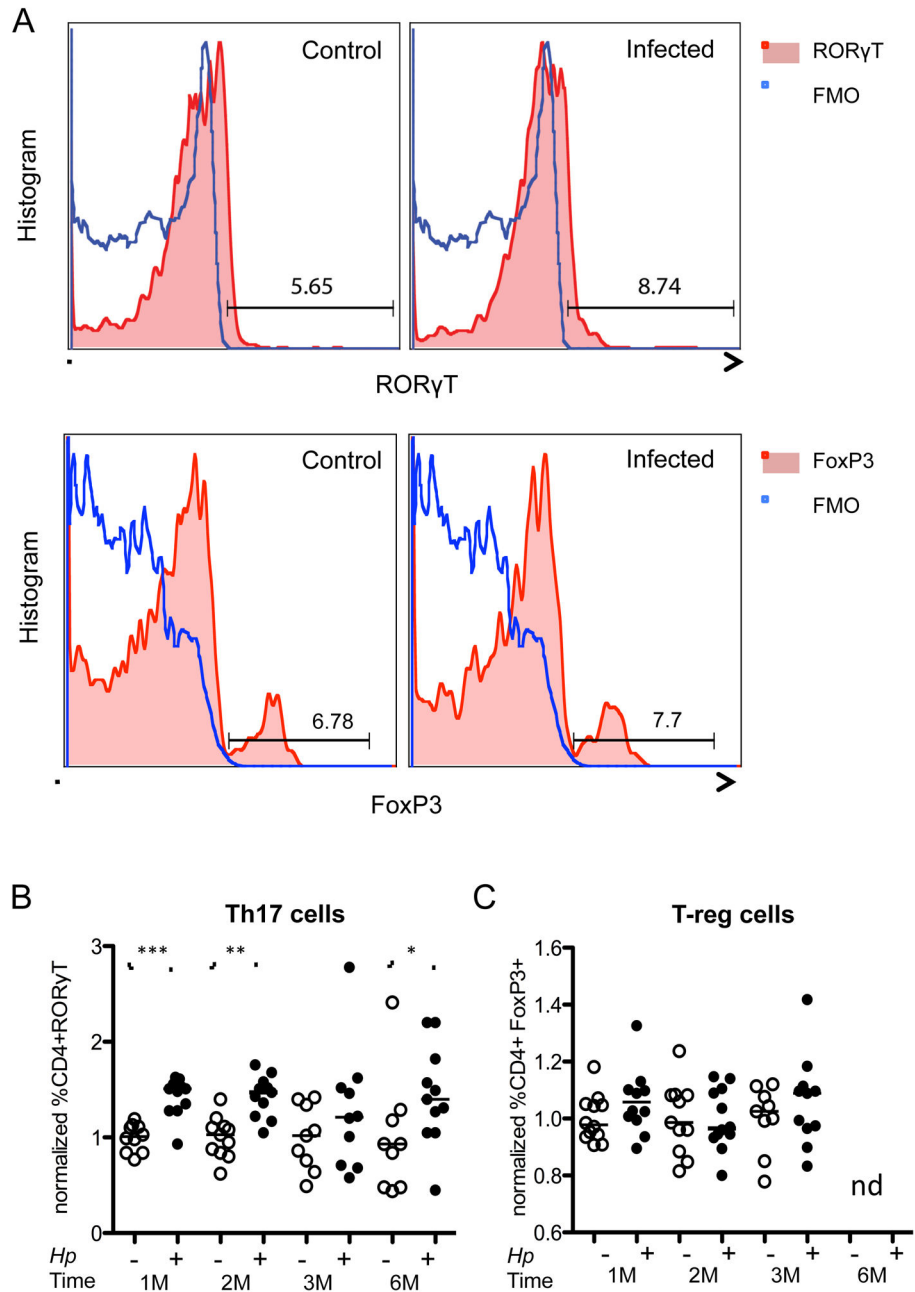 A
Control
Infected
RORγT
FMO
Histogram
5.65
8.74
RORγT
Control
Infected
FoxP3
FMO
Histogram
6.78
7.7
FoxP3
B
Th17 cells
normalized %CD4+RORγT
3
2
1
0
*** ** *
Hp - + - + - + - +
Time 1M 2M 3M 6M
C
T-reg cells
normalized %CD4+ FoxP3+
1.6
1.4
1.2
1.0
0.8
0.6
nd
Hp - + - + - + - +
Time 1M 2M 3M 6M